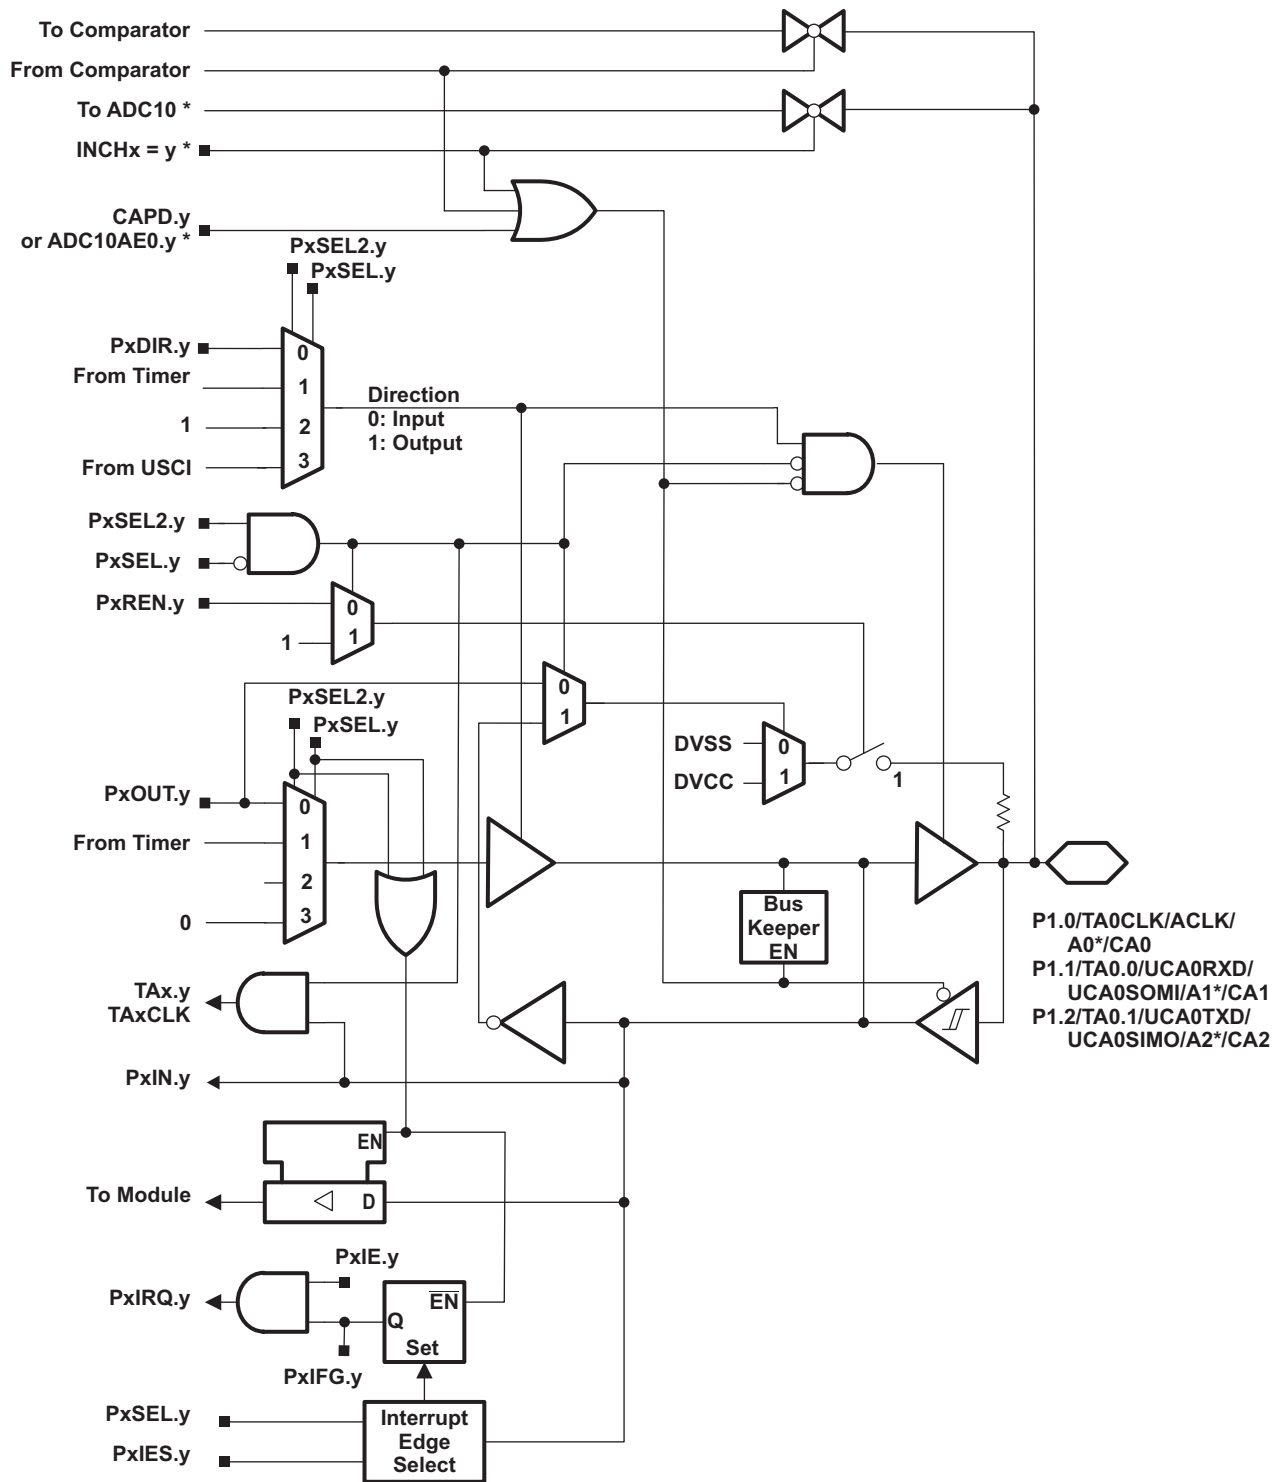 To Comparator
From Comparator
To ADC10 *
INCHx = y *
CAPD.y
or ADC10AE0.y *
PxSEL2.y
PxSEL.y
PxDIR.y
0
From Timer
1
1
2
From USCI
3
Direction
0: Input
1: Output
PxSEL2.y
PxSEL.y
PxREN.y
0
1
1
PxSEL2.y
PxSEL.y
0
1
DVSS
0
DVCC
1
1
PxOUT.y
0
From Timer
1
2
0
3
Bus
Keeper
EN
P1.0/TA0CLK/ACLK/
A0*/CA0
P1.1/TA0.0/UCA0RXD/
UCA0SOMI/A1*/CA1
P1.2/TA0.1/UCA0TXD/
UCA0SIMO/A2*/CA2
TAx.y
TAxCLK
PxIN.y
EN
To Module
D
PxIE.y
PxIRQ.y
EN
Q
Set
PxIFG.y
PxSEL.y
PxIES.y
Interrupt
Edge
Select